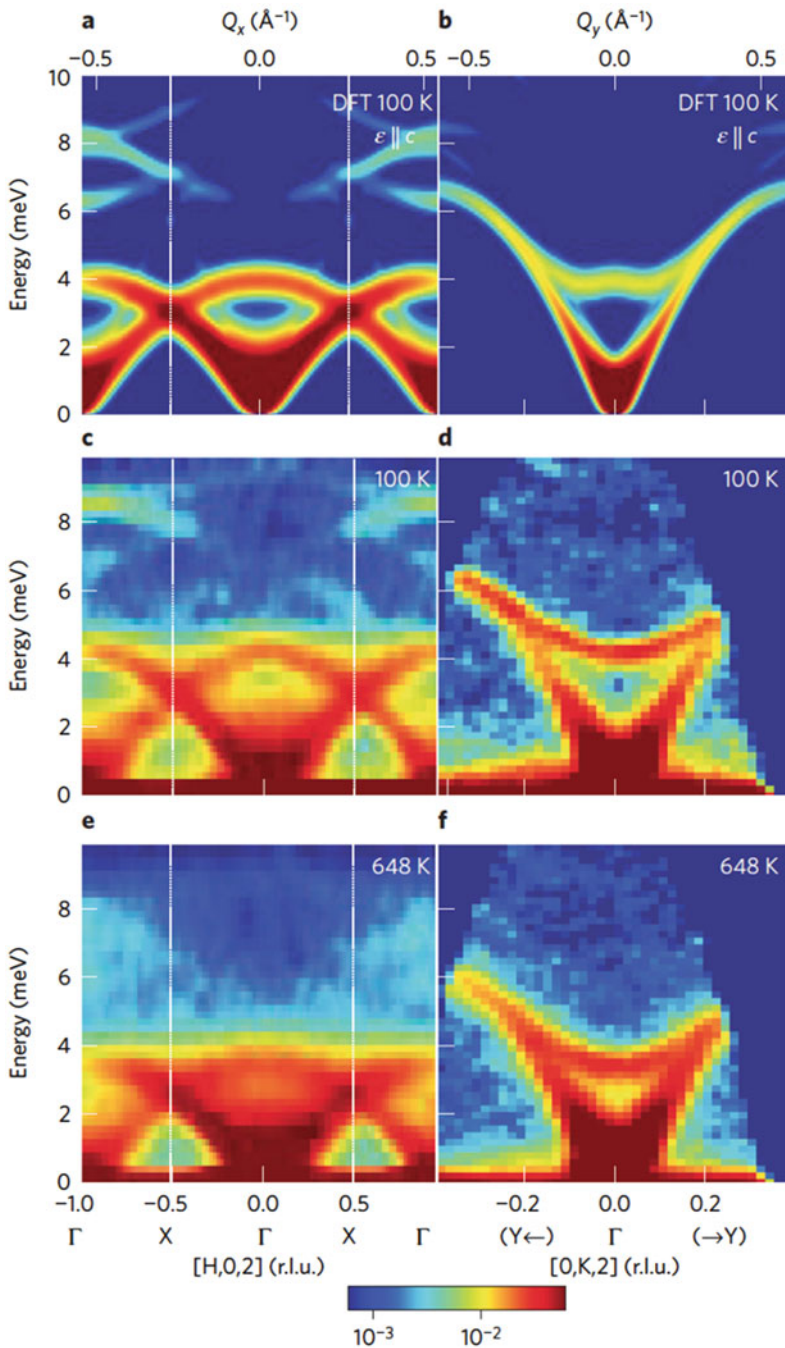 a
b
Qx (Å−1)
Qy (Å−1)
−0.5 0.0 0.5
−0.5 0.0 0.5
10
8
6
4
2
0
Energy (meV)
DFT 100 K
ε || c
DFT 100 K
ε || c
c
d
8
6
4
2
0
Energy (meV)
100 K
100 K
e
f
8
6
4
2
0
Energy (meV)
648 K
648 K
−1.0 −0.5 0.0 0.5
−0.2 0.0 0.2
Γ X Γ X Γ
(Y←) Γ (→Y)
[H,0,2] (r.l.u.)
[0,K,2] (r.l.u.)
10−3 10−2